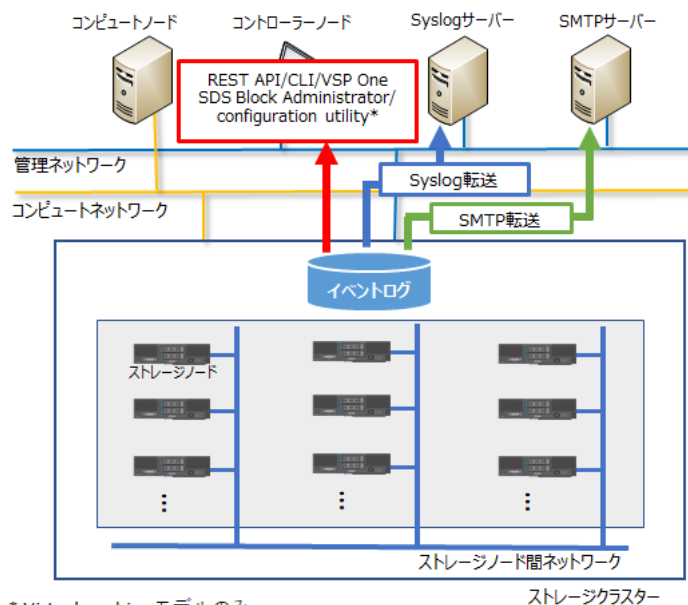 コンピュートノード
コントローラーノード
Syslogサーバー
SMTPサーバー
REST API/CLI/VSP One
SDS Block Administrator/
configuration utility*
管理ネットワーク
Syslog転送
コンピュートネットワーク
SMTP転送
イベントログ
ストレージノード
ストレージノード間ネットワーク
ストレージクラスター